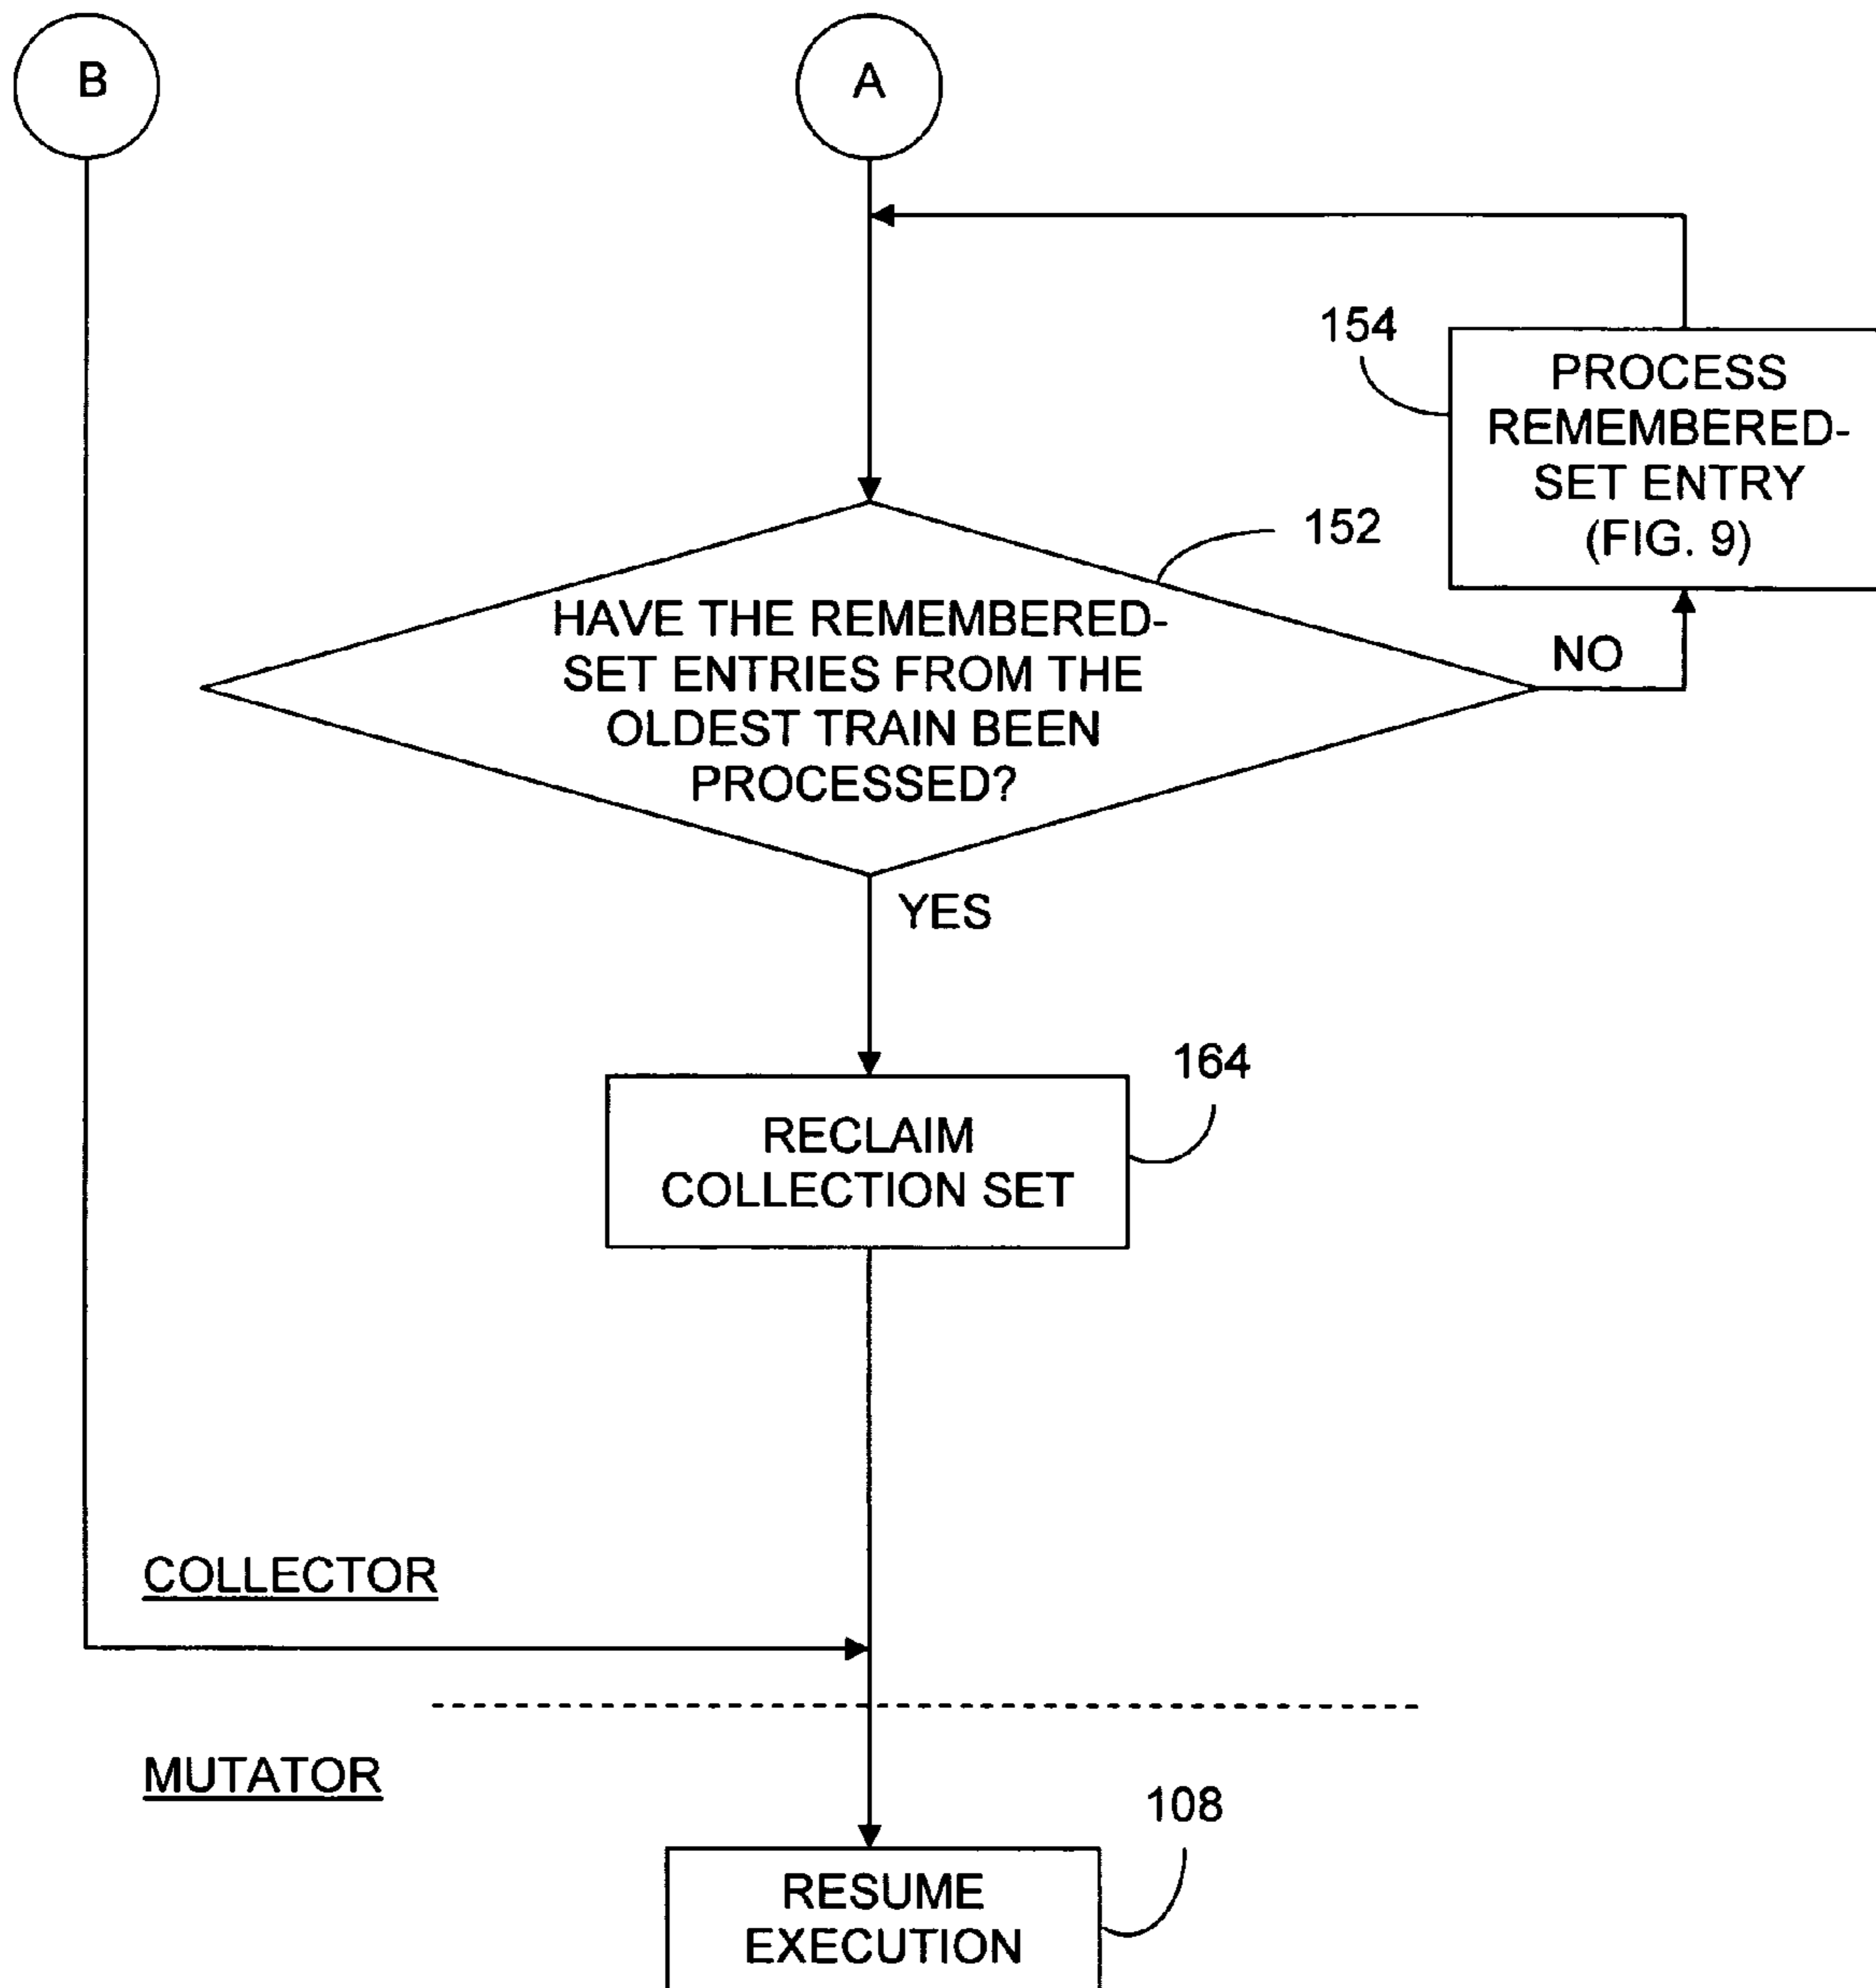 B
A
154
PROCESS
REMEMBERED-
SET ENTRY
(FIG. 9)
152
HAVE THE REMEMBERED-
SET ENTRIES FROM THE
OLDEST TRAIN BEEN
PROCESSED?
NO
YES
164
RECLAIM
COLLECTION SET
COLLECTOR
MUTATOR
108
RESUME
EXECUTION